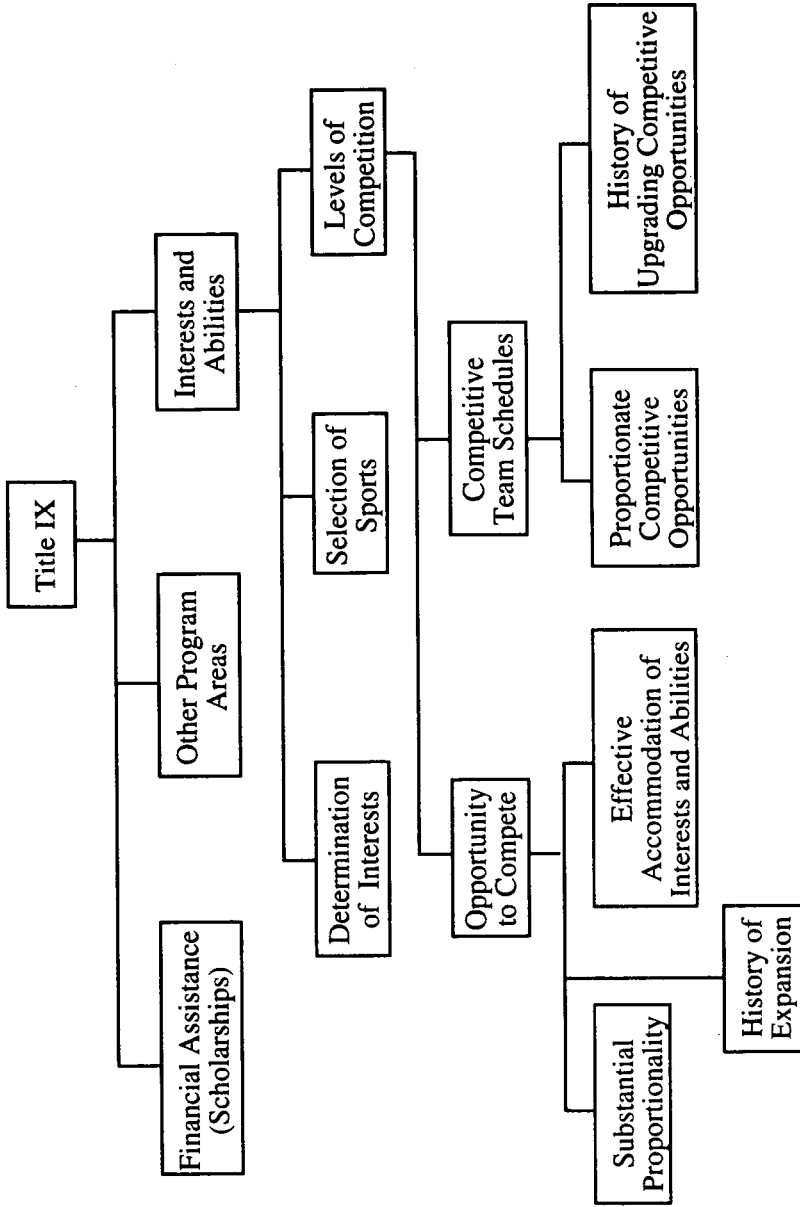 Title IX
Financial Assistance
(Scholarships)
Other Program
Areas
Interests and
Abilities
Determination
of Interests
Selection of
Sports
Levels of
Competition
Opportunity
to Compete
Competitive
Team Schedules
Substantial
Proportionality
History of
Expansion
Effective
Accommodation of
Interests and Abilities
Proportionate
Competitive
Opportunities
History of
Upgrading Competitive
Opportunities